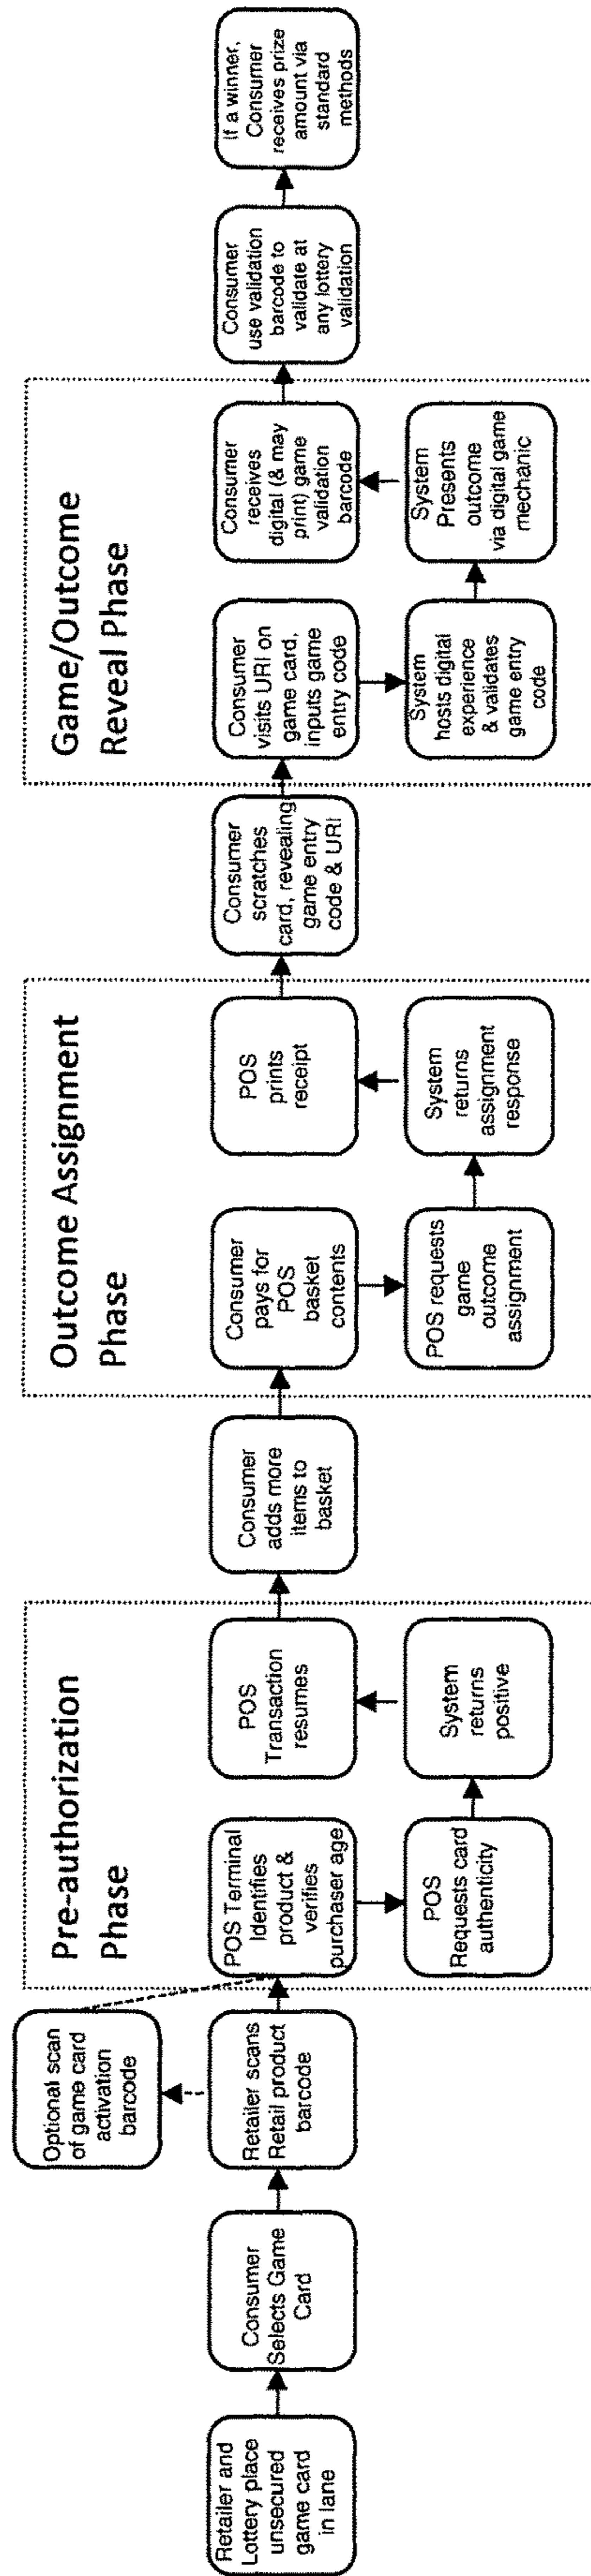 Retailer and
Lottery place
unsecured
game card
in lane
Consumer
Selects Game
Card
Retailer scans
Retail product
barcode
Optional scan
of game card
activation
barcode
Pre-authorization
Phase
POS Terminal
Identifies
product &
verifies
purchaser age
POS
Requests card
authenticity
System
returns
positive
POS
Transaction
resumes
Consumer
adds more
items to
basket
Outcome Assignment
Phase
Consumer
pays for
POS
basket
contents
POS requests
game
outcome
assignment
System
returns
assignment
response
POS
prints
receipt
Consumer
scratches
card, revealing
game entry
code & URI
Game/Outcome
Reveal Phase
Consumer
visits URI on
game card,
inputs game
entry code
System
hosts digital
experience
& validates
game entry
code
System
Presents
outcome
via digital game
mechanic
Consumer
receives
digital (& may
print) game
validation
barcode
Consumer
use validation
barcode to
validate at
any lottery
validation
If a winner,
Consumer
receives prize
amount via
standard
methods